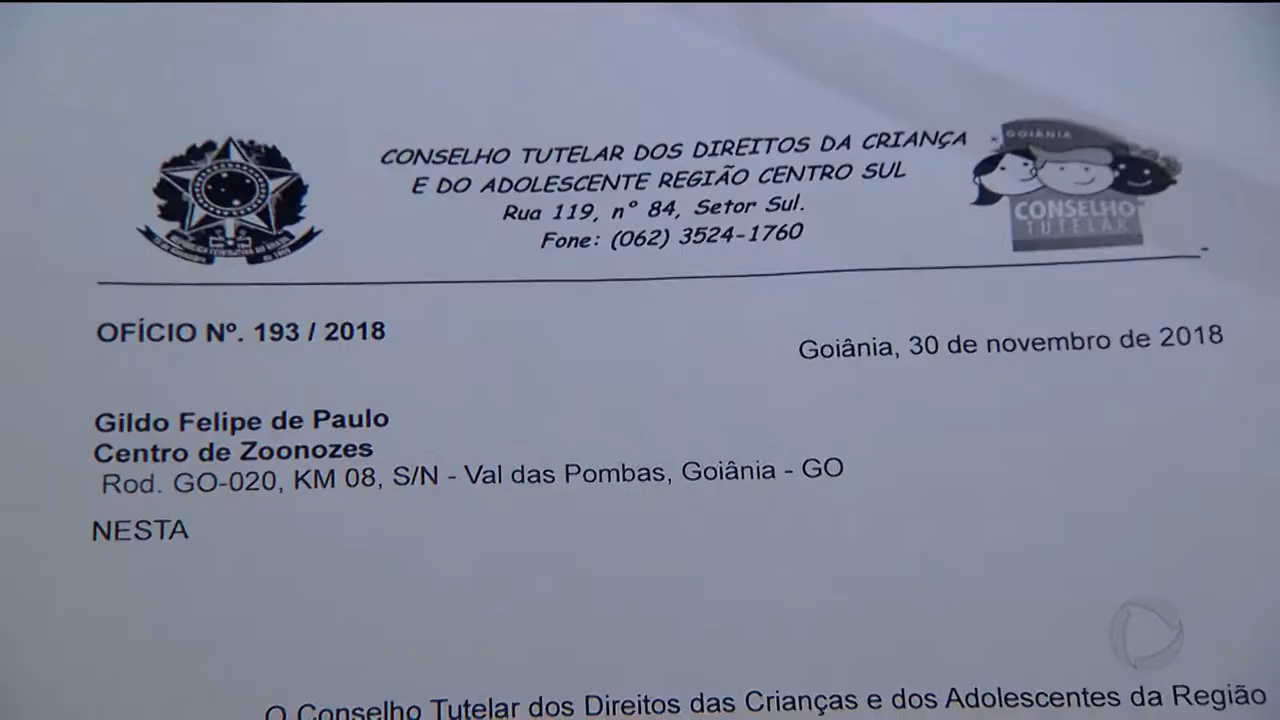 CONSELHO TUTELAR DOS DIREITOS DA CRIANÇA
E DO ADOLESCENTE REGIÃO CENTRO SUL
Rua 119, nº 84, Setor Sul.
Fone: (062) 3524-1760
GOIÂNIA
CONSELHO
TUTELAR
OFÍCIO Nº. 193 / 2018
Goiânia, 30 de novembro de 2018
Gildo Felipe de Paulo
Centro de Zoonozes
Rod. GO-020, KM 08, S/N - Val das Pombas, Goiânia - GO
NESTA
O Conselho Tutelar dos Direitos das Crianças e dos Adolescentes da Região